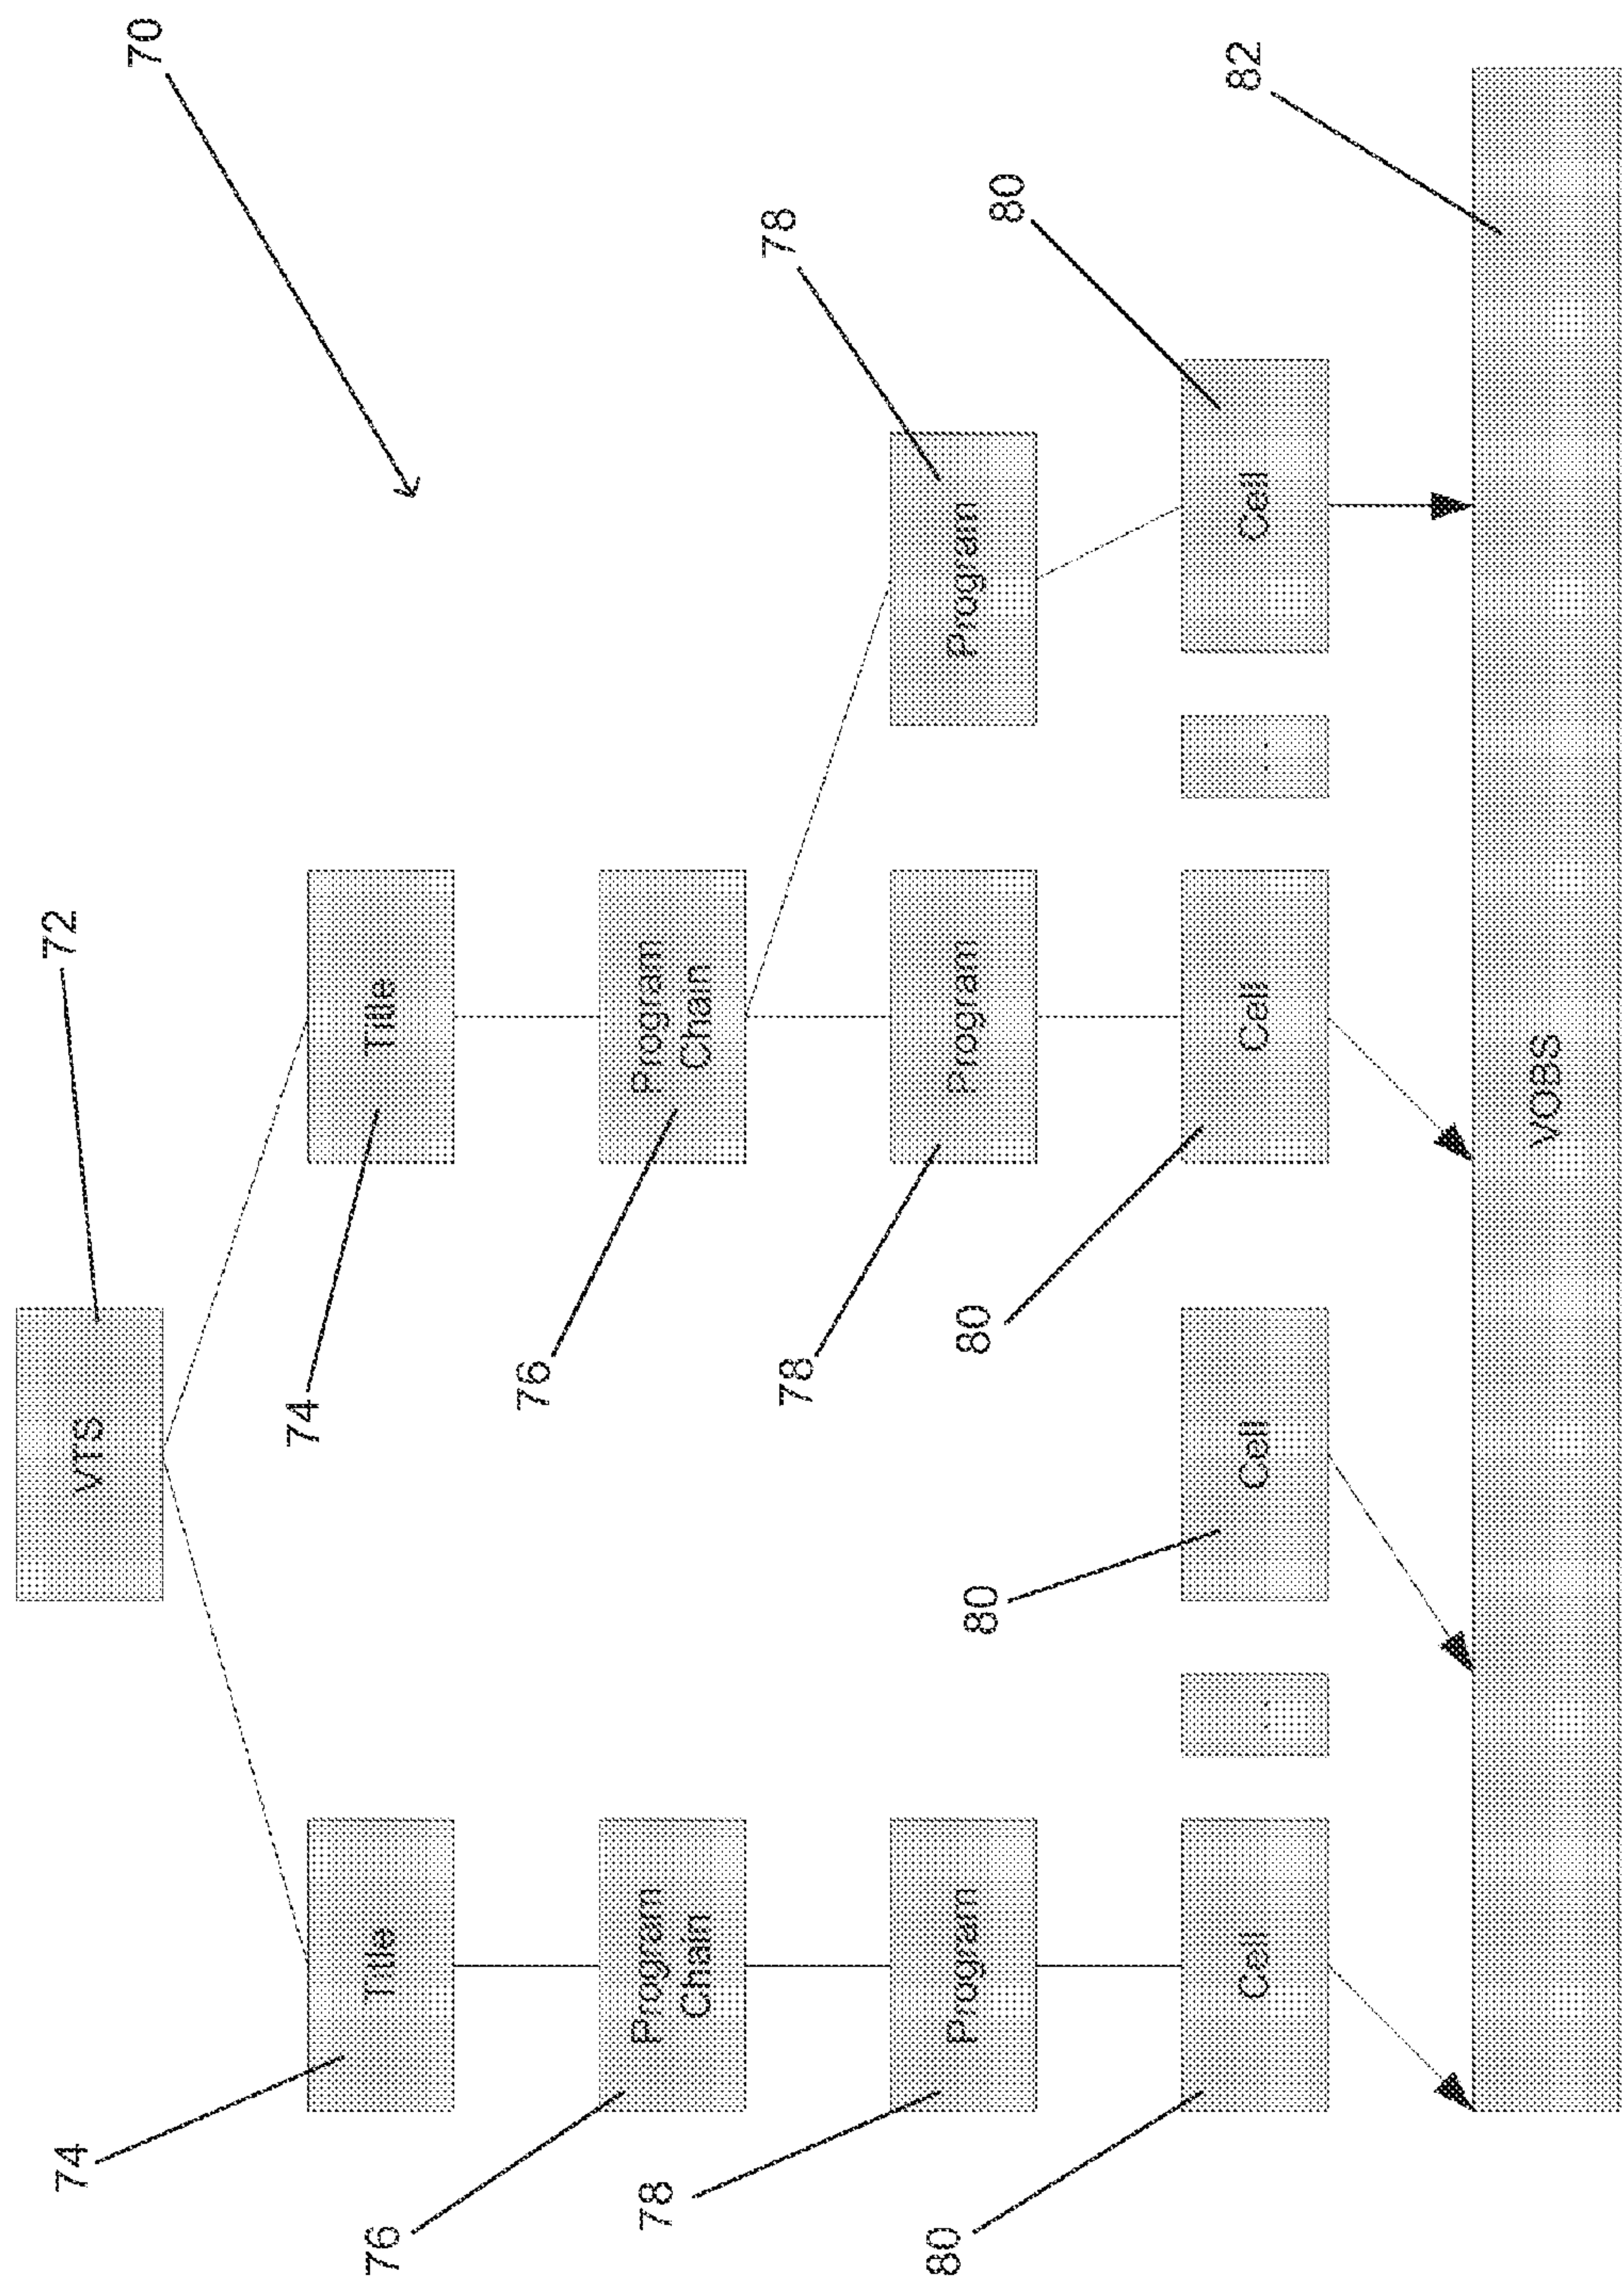 70
72
VTS
74
Title
74
Title
76
Program
Chain
76
Program
Chain
78
Program
78
Program
78
Program
80
Cell
...
80
Cell
80
Cell
...
80
Cell
82
VOBS